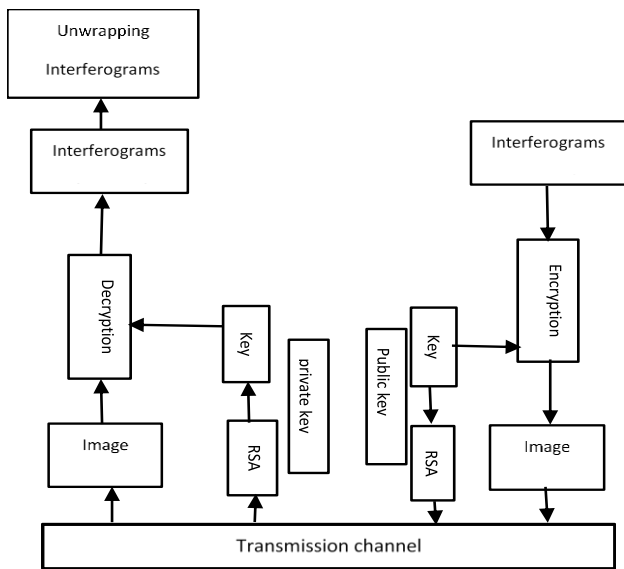 Unwrapping
Interferograms
Interferograms
Interferograms
Decryption
Encryption
Key
private kev
Public kev
Key
Image
RSA
RSA
Image
Transmission channel